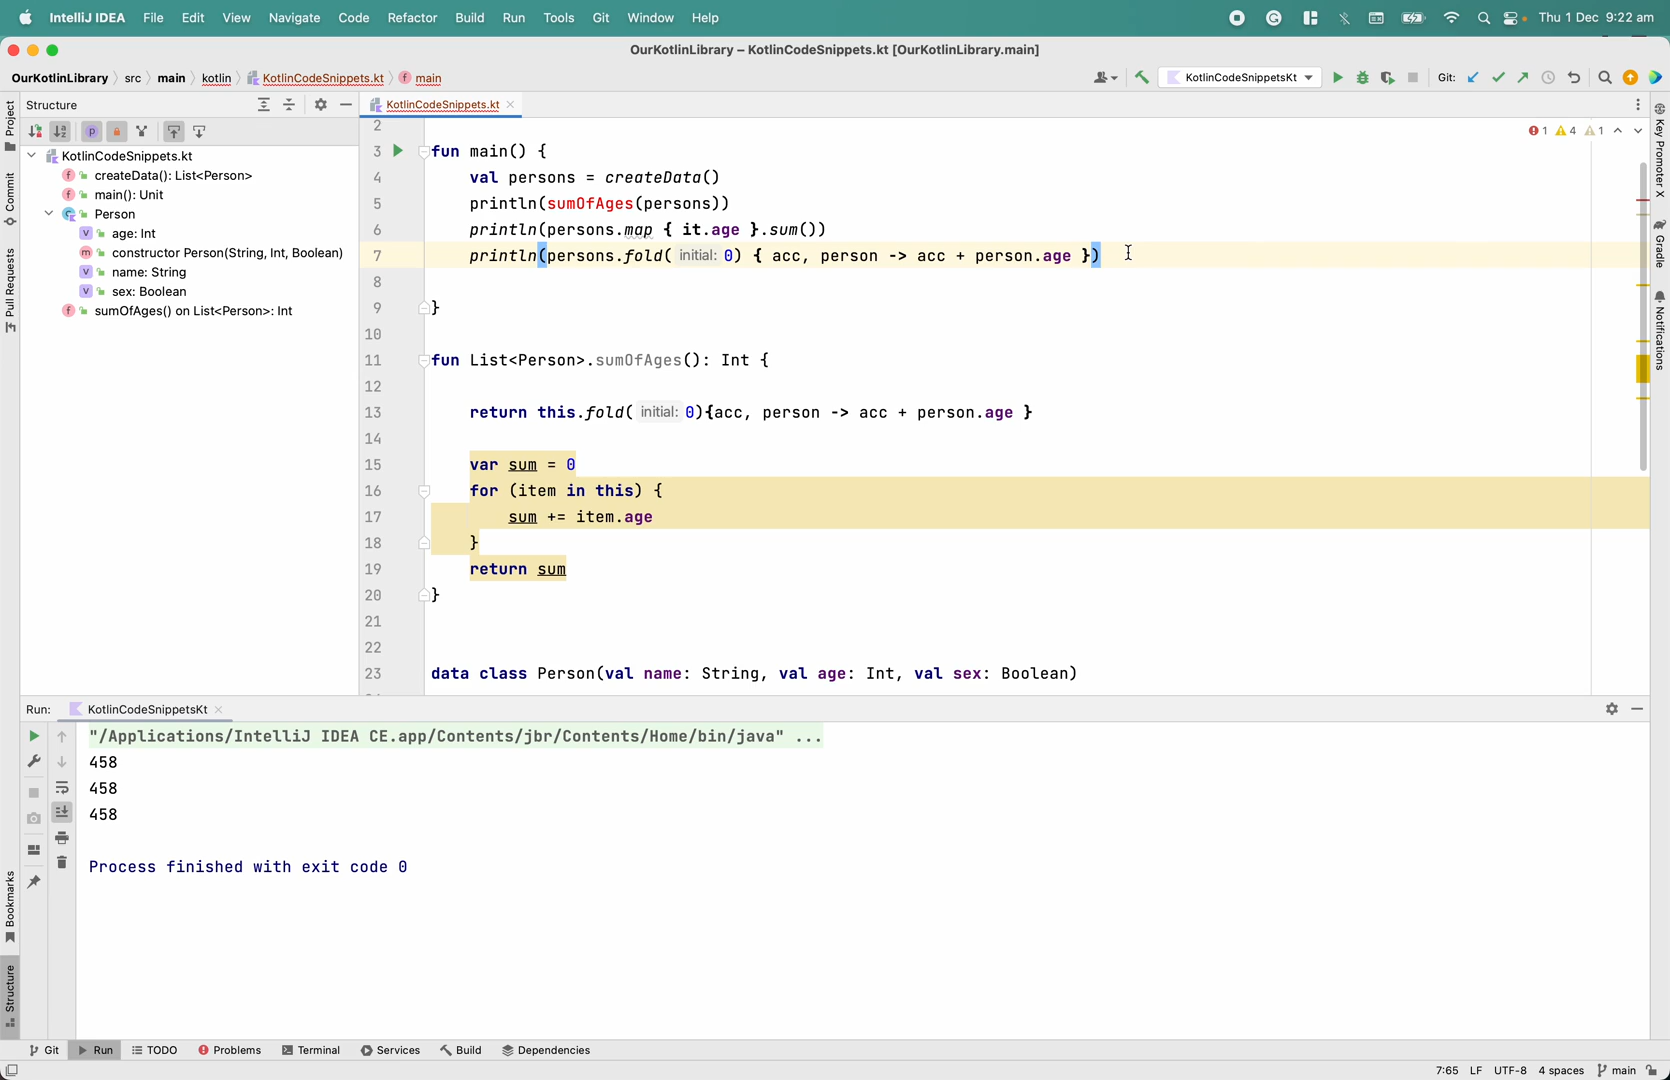 IntelliJ IDEA File Edit View Navigate Code Refactor Build Run Tools Git Window Help Thu 1 Dec 9:22 am
OurKotlinLibrary – KotlinCodeSnippets.kt [OurKotlinLibrary.main]
OurKotlinLibrary src main kotlin KotlinCodeSnippets.kt main KotlinCodeSnippetsKt Git:
Structure KotlinCodeSnippets.kt
Project
Commit
Pull Requests
Bookmarks
Structure
KotlinCodeSnippets.kt
createData(): List<Person>
main(): Unit
Person
age: Int
constructor Person(String, Int, Boolean)
name: String
sex: Boolean
sumOfAges() on List<Person>: Int
1 4 1
2
3 fun main() {
4 val persons = createData()
5 println(sumOfAges(persons))
6 println(persons.map { it.age }.sum())
7 println(persons.fold( initial: 0) { acc, person -> acc + person.age })
8
9 }
10
11 fun List<Person>.sumOfAges(): Int {
12
13 return this.fold( initial: 0){acc, person -> acc + person.age }
14
15 var sum = 0
16 for (item in this) {
17 sum += item.age
18 }
19 return sum
20 }
21
22
23 data class Person(val name: String, val age: Int, val sex: Boolean)
Key Promoter X
Gradle
Notifications
Run: KotlinCodeSnippetsKt
"/Applications/IntelliJ IDEA CE.app/Contents/jbr/Contents/Home/bin/java" ...
458
458
458
Process finished with exit code 0
Git Run TODO Problems Terminal Services Build Dependencies
7:65 LF UTF-8 4 spaces main